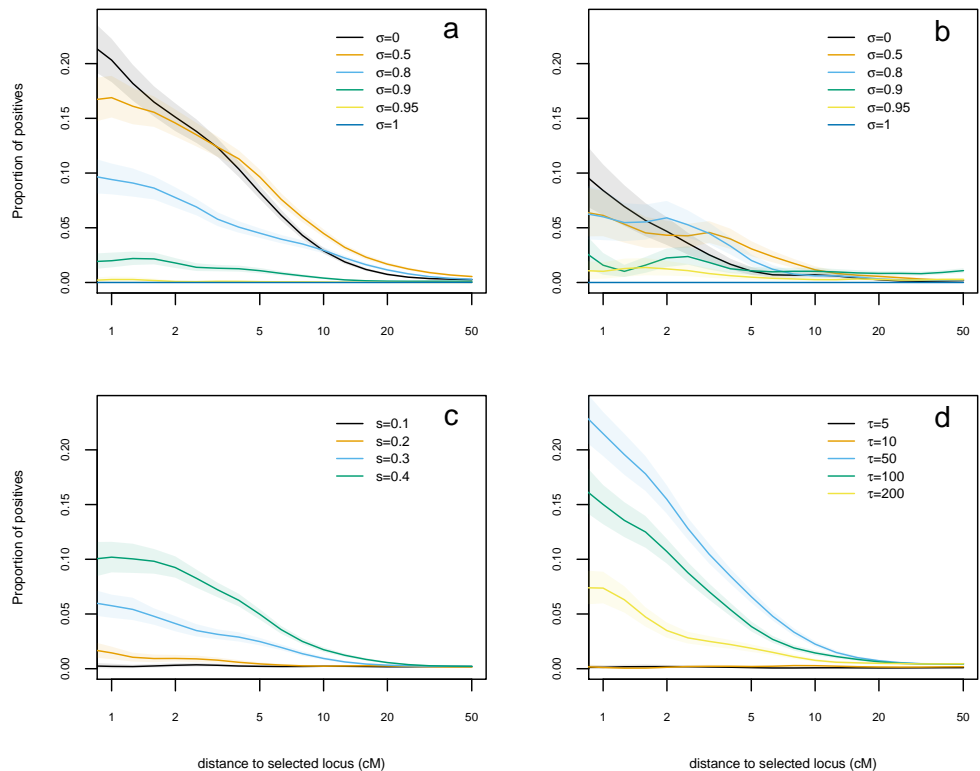 a
σ=0
σ=0.5
σ=0.8
σ=0.9
σ=0.95
σ=1
Proportion of positives
0.00 0.05 0.10 0.15 0.20
1 2 5 10 20 50
b
σ=0
σ=0.5
σ=0.8
σ=0.9
σ=0.95
σ=1
0.00 0.05 0.10 0.15 0.20
1 2 5 10 20 50
c
s=0.1
s=0.2
s=0.3
s=0.4
Proportion of positives
0.00 0.05 0.10 0.15 0.20
1 2 5 10 20 50
distance to selected locus (cM)
d
τ=5
τ=10
τ=50
τ=100
τ=200
0.00 0.05 0.10 0.15 0.20
1 2 5 10 20 50
distance to selected locus (cM)